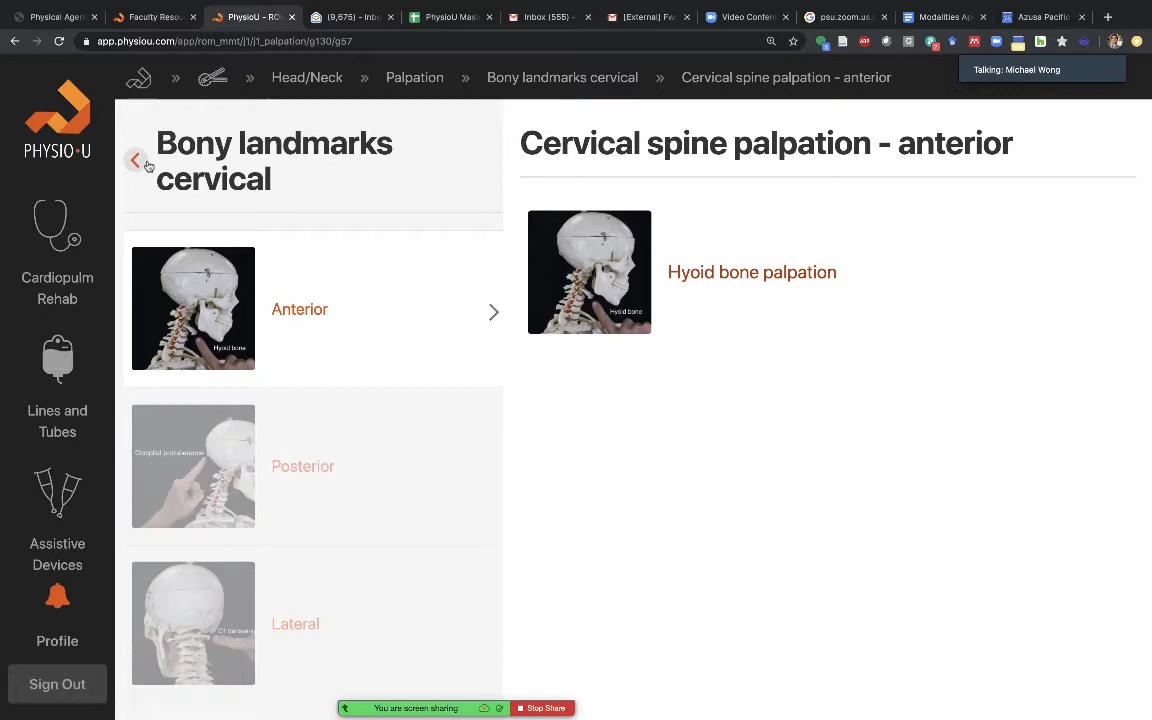 Physical Agen
Faculty Resou
PhysioU - RO
(9,675) - Inbo
PhysioU Mas
Inbox (555) -
[External] Fw:
Video Confere
psu.zoom.us
Modalities Ap
Azusa Pacific
app.physiou.com/app/rom_mmt/j1/j1_palpation/g130/g57
Talking: Michael Wong
» » Head/Neck » Palpation » Bony landmarks cervical » Cervical spine palpation - anterior
PHYSIO·U
Cardiopulm
Rehab
Lines and
Tubes
Assistive
Devices
Profile
Sign Out
Bony landmarks
cervical
Hyoid bone
Anterior
Occipital protuberance
Posterior
C1 transvers
Lateral
Cervical spine palpation - anterior
Hyoid bone
Hyoid bone palpation
You are screen sharing
Stop Share